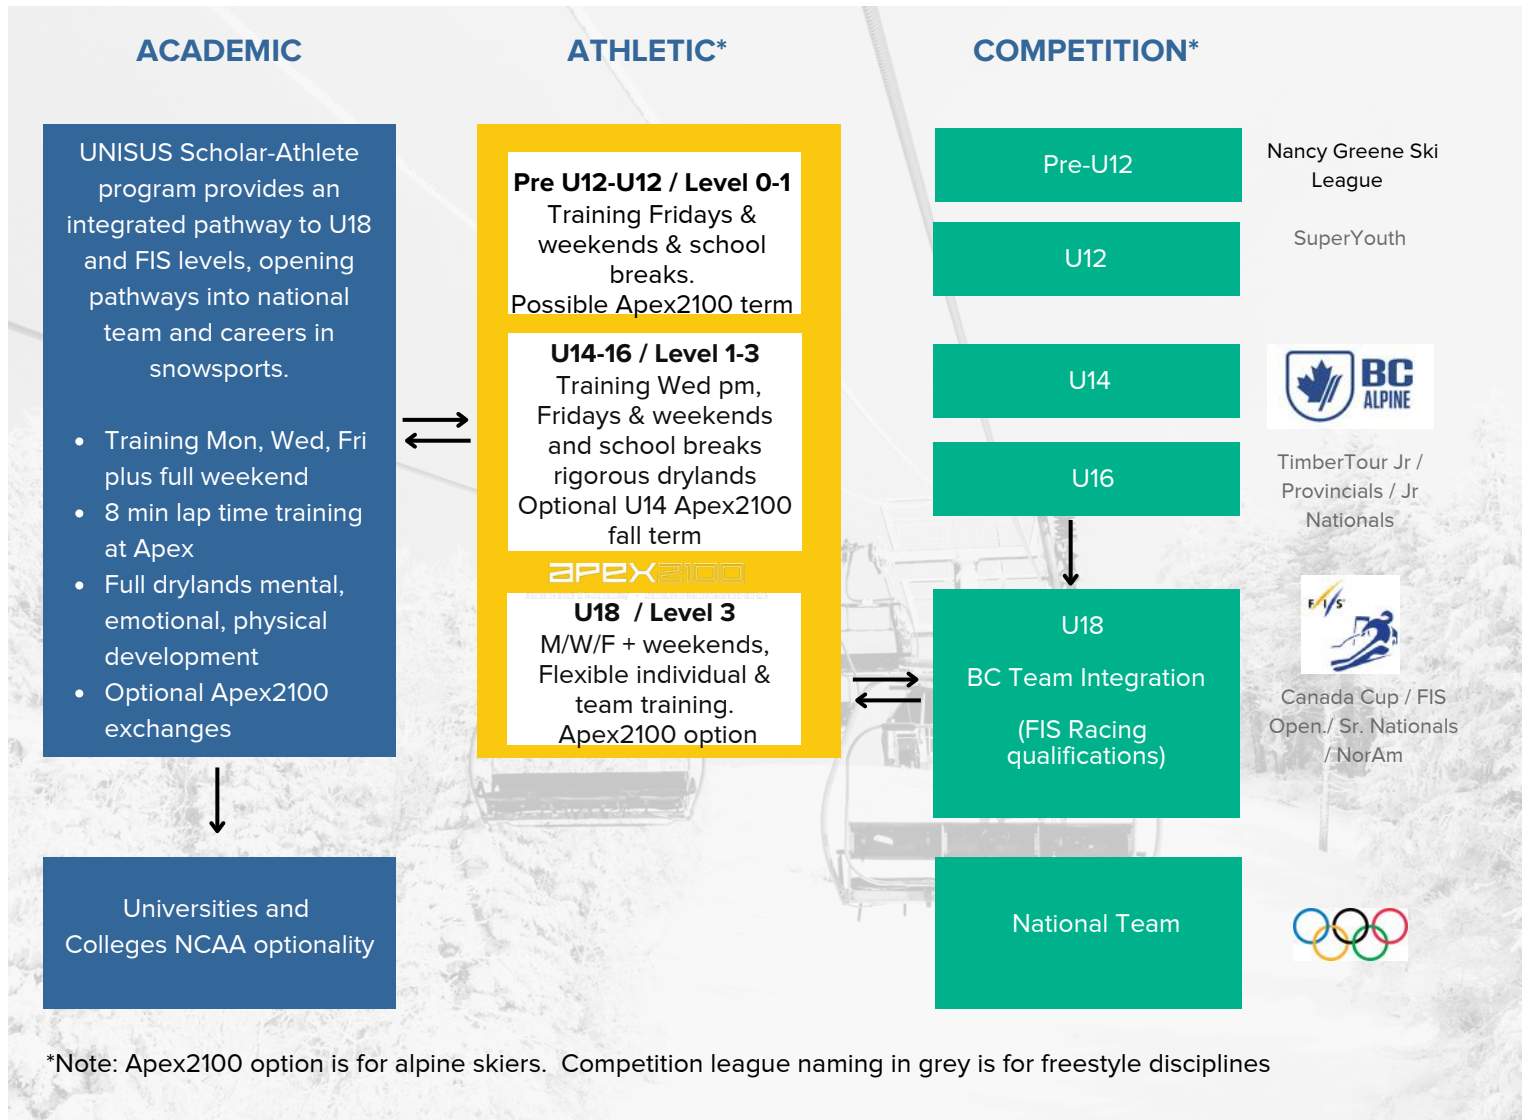 ACADEMIC
ATHLETIC*
COMPETITION*
UNISUS Scholar-Athlete
program provides an
integrated pathway to U18
and FIS levels, opening
pathways into national
team and careers in
snowsports.
• Training Mon, Wed, Fri
plus full weekend
• 8 min lap time training
at Apex
• Full drylands mental,
emotional, physical
development
• Optional Apex2100
exchanges
Universities and
Colleges NCAA optionality
Pre U12-U12 / Level 0-1
Training Fridays &
weekends & school
breaks.
Possible Apex2100 term
U14-16 / Level 1-3
Training Wed pm,
Fridays & weekends
and school breaks
rigorous drylands
Optional U14 Apex2100
fall term
APEX2100
U18 / Level 3
M/W/F + weekends,
Flexible individual &
team training.
Apex2100 option
Pre-U12
Nancy Greene Ski
League
U12
SuperYouth
U14
BC
ALPINE
U16
TimberTour Jr /
Provincials / Jr
Nationals
U18
BC Team Integration
(FIS Racing
qualifications)
F/I/S
Canada Cup / FIS
Open./ Sr. Nationals
/ NorAm
National Team
*Note: Apex2100 option is for alpine skiers. Competition league naming in grey is for freestyle disciplines